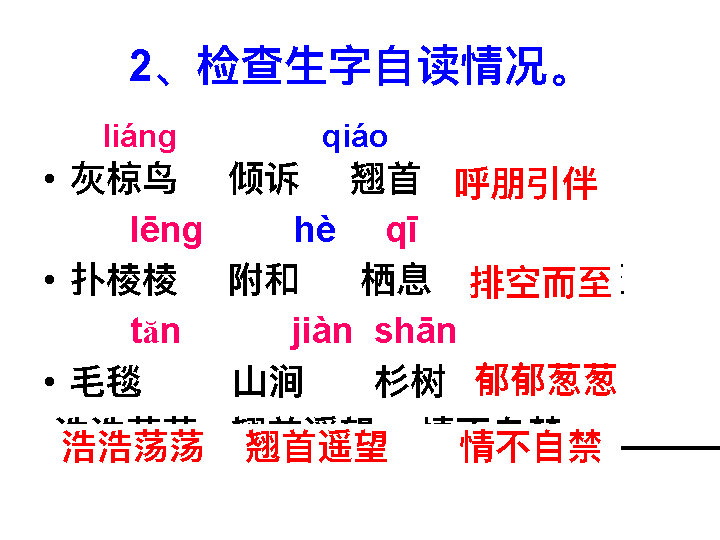 2、检查生字自读情况。
liáng qiáo
• 灰椋鸟 倾诉 翘首 呼朋引伴
lēng hè qī
• 扑棱棱 附和 栖息 排空而至
tǎn jiàn shān
• 毛毯 山涧 杉树 郁郁葱葱
浩浩荡荡 翘首遥望 情不自禁